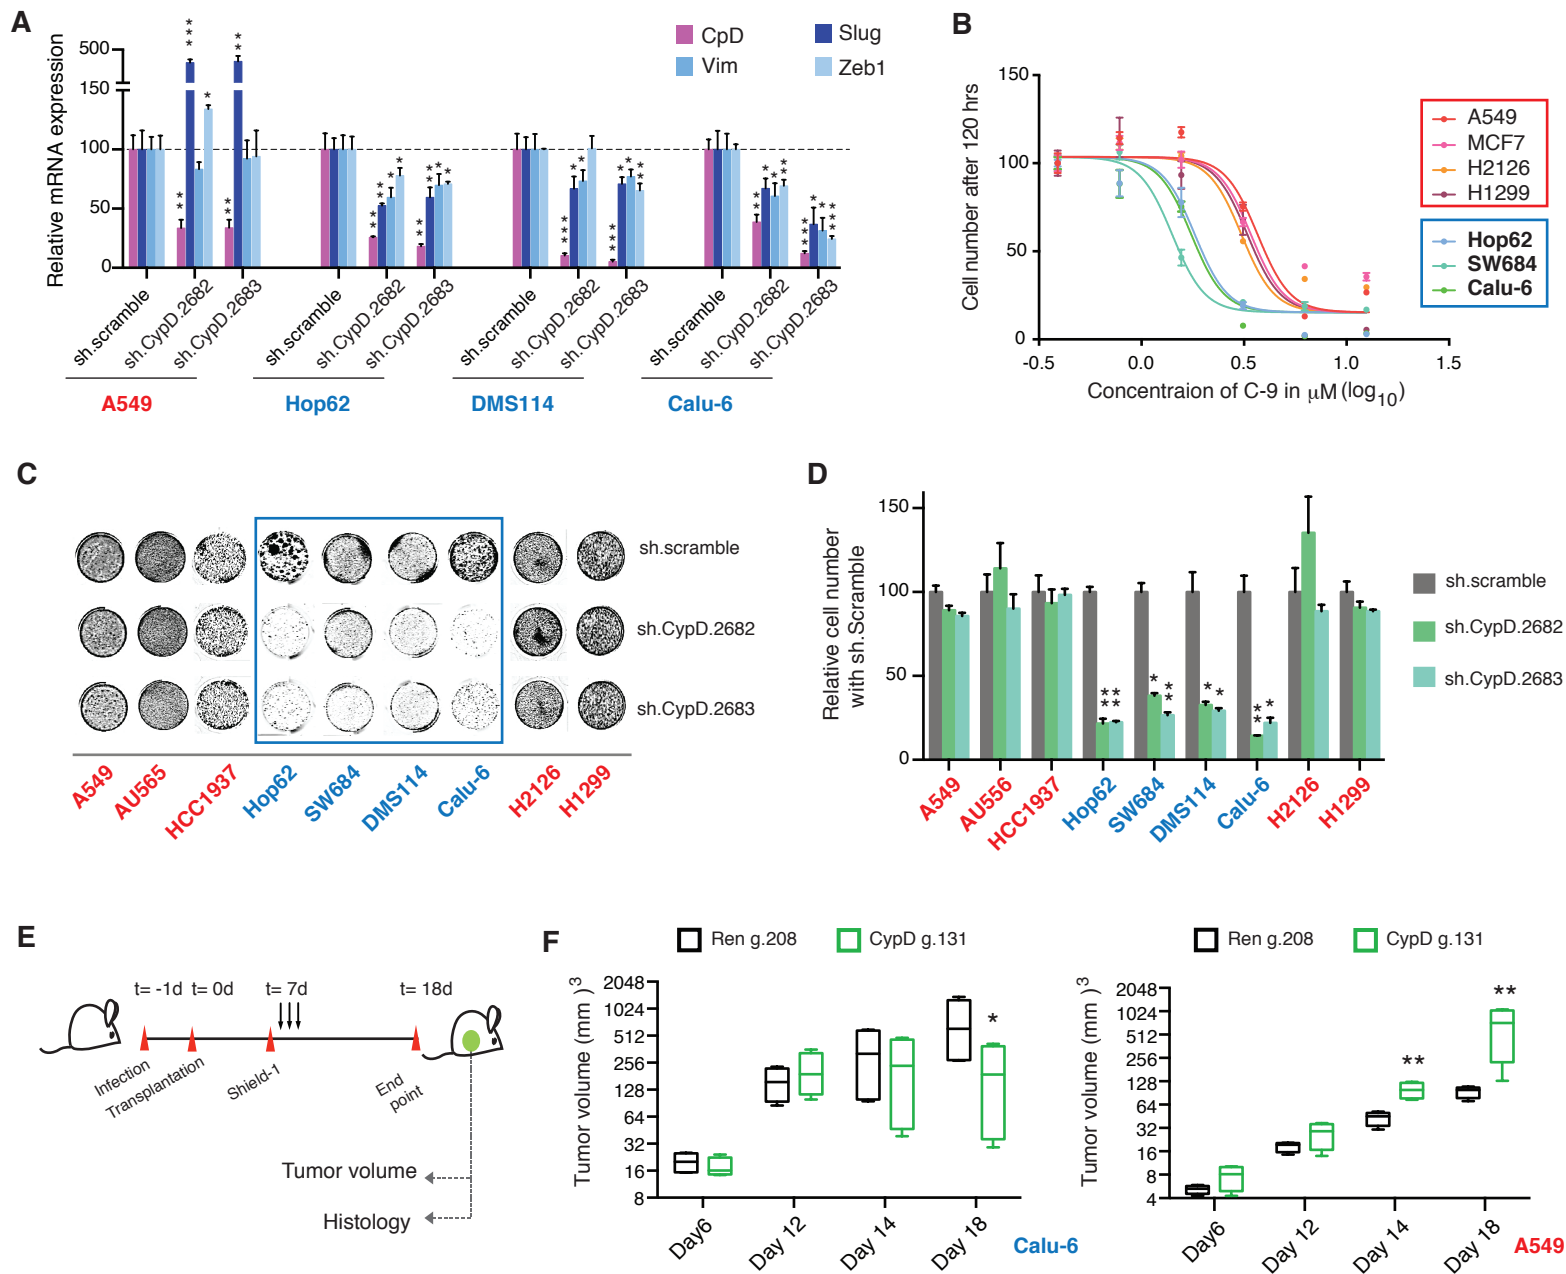 A
Relative mRNA expression
500
150
100
50
0
CpD
Slug
Vim
Zeb1
***
**
*
**
**
**
**
*
*
**
**
*
*
***
*
*
***
*
*
**
**
*
*
**
***
*
*
***
sh.scramble
sh.CypD.2682
sh.CypD.2683
sh.scramble
sh.CypD.2682
sh.CypD.2683
sh.scramble
sh.CypD.2682
sh.CypD.2683
sh.scramble
sh.CypD.2682
sh.CypD.2683
A549
Hop62
DMS114
Calu-6
B
Cell number after 120 hrs
150
100
50
0
-0.5
0.0
0.5
1.0
1.5
Concentraion of C-9 in μM (log10)
A549
MCF7
H2126
H1299
Hop62
SW684
Calu-6
C
sh.scramble
sh.CypD.2682
sh.CypD.2683
A549
AU565
HCC1937
Hop62
SW684
DMS114
Calu-6
H2126
H1299
D
Relative cell number
with sh.Scramble
150
100
50
0
**
**
*
**
*
*
**
*
A549
AU556
HCC1937
Hop62
SW684
DMS114
Calu-6
H2126
H1299
sh.scramble
sh.CypD.2682
sh.CypD.2683
E
t= -1d
t= 0d
t= 7d
t= 18d
Infection
Transplantation
Shield-1
End
point
Tumor volume
Histology
F
Ren g.208
CypD g.131
Tumor volume (mm )3
2048
1024
512
256
128
64
32
16
8
*
Day6
Day 12
Day 14
Day 18
Calu-6
Ren g.208
CypD g.131
Tumor volume (mm )3
2048
1024
512
256
128
64
32
16
8
4
**
**
Day6
Day 12
Day 14
Day 18
A549